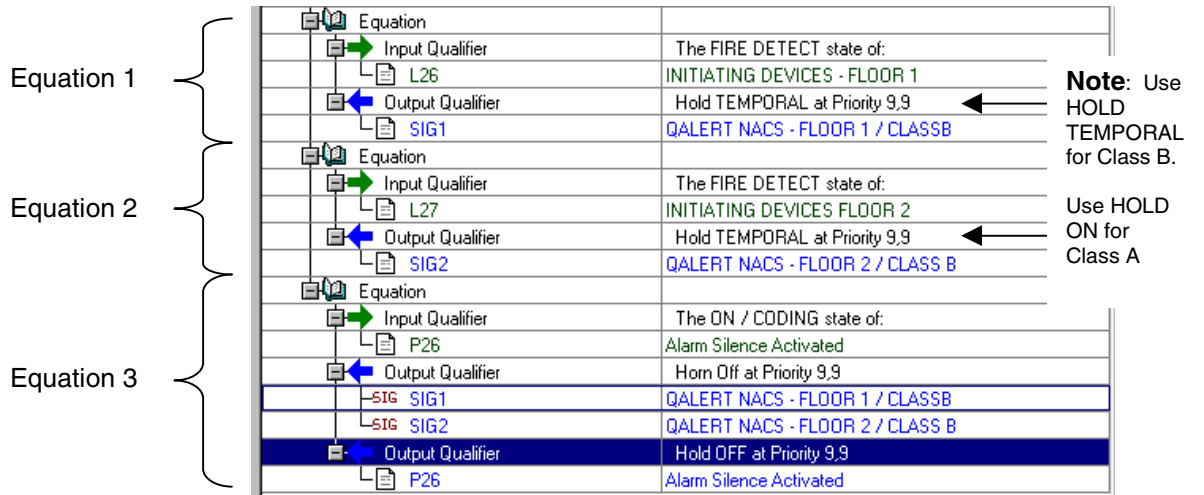 Equation
Input Qualifier The FIRE DETECT state of:
L26 INITIATING DEVICES - FLOOR 1
Output Qualifier Hold TEMPORAL at Priority 9,9
SIG1 QALERT NACS - FLOOR 1 / CLASSB
Equation
Input Qualifier The FIRE DETECT state of:
L27 INITIATING DEVICES FLOOR 2
Output Qualifier Hold TEMPORAL at Priority 9,9
SIG2 QALERT NACS - FLOOR 2 / CLASS B
Equation
Input Qualifier The ON / CODING state of:
P26 Alarm Silence Activated
Output Qualifier Horn Off at Priority 9,9
SIG SIG1 QALERT NACS - FLOOR 1 / CLASSB
SIG SIG2 QALERT NACS - FLOOR 2 / CLASS B
Output Qualifier Hold OFF at Priority 9,9
P26 Alarm Silence Activated
Equation 1
Equation 2
Equation 3
Note: Use
HOLD
TEMPORAL
for Class B.
Use HOLD
ON for
Class A